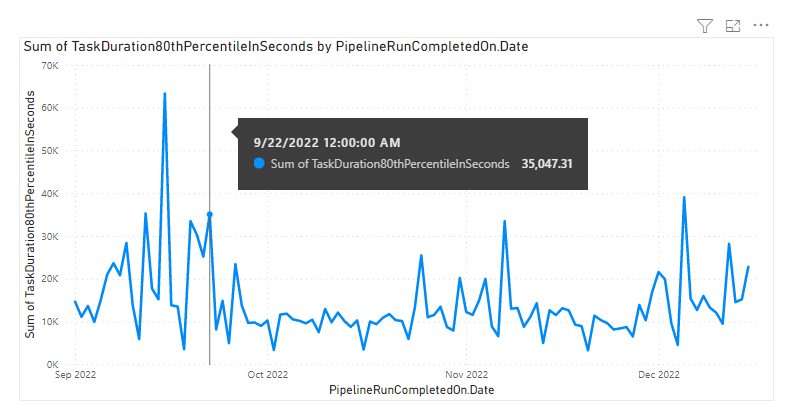 Sum of TaskDuration80thPercentileInSeconds by PipelineRunCompletedOn.Date
Sum of TaskDuration80thPercentileInSeconds
70K
60K
50K
40K
30K
20K
10K
0K
9/22/2022 12:00:00 AM
Sum of TaskDuration80thPercentileInSeconds 35,047.31
Sep 2022 Oct 2022 Nov 2022 Dec 2022
PipelineRunCompletedOn.Date